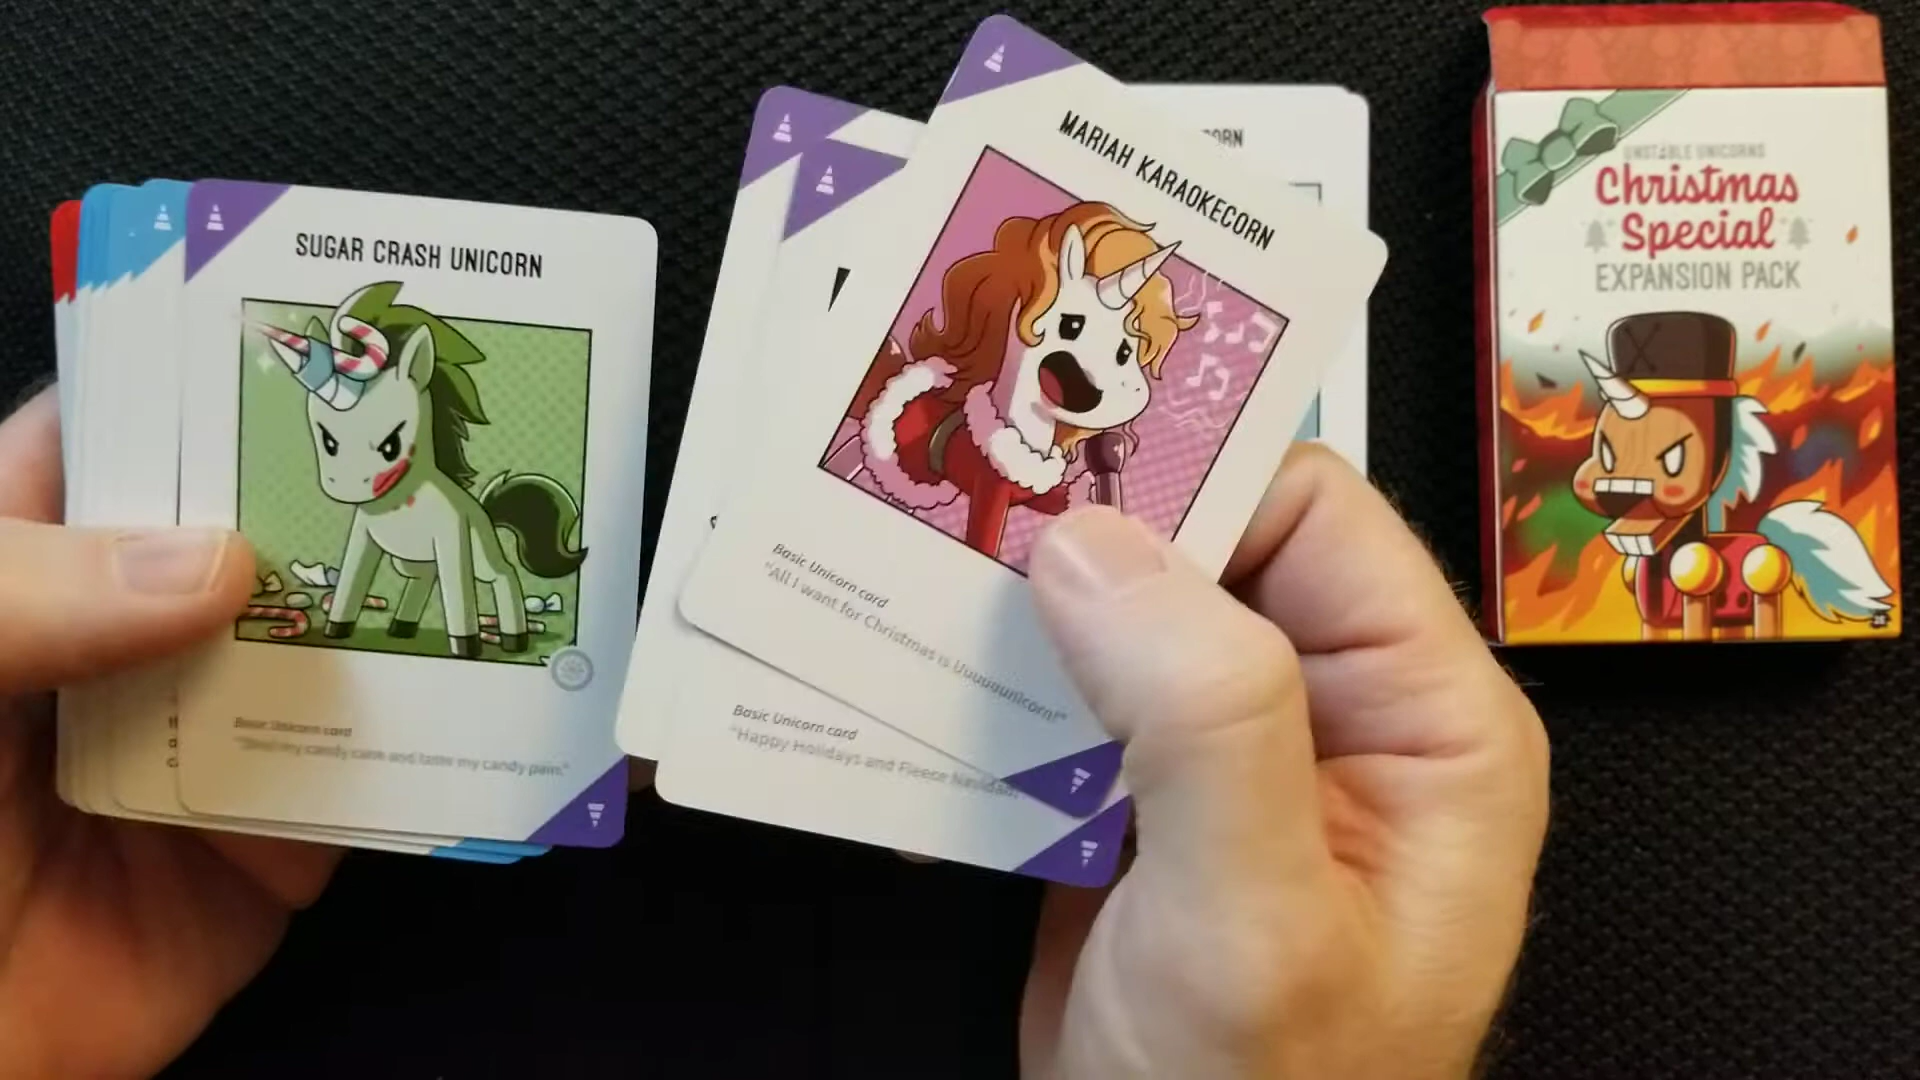 SUGAR CRASH UNICORN
Basic Unicorn card
"Steal my candy cane and taste my candy pain."
MARIAH KARAOKECORN
Basic Unicorn card
"All I want for Christmas is Uuuuuunicorn!"
Basic Unicorn card
"Happy Holidays and Fleece Navidad!
UNSTABLE UNICORNS
Christmas
Special
EXPANSION PACK